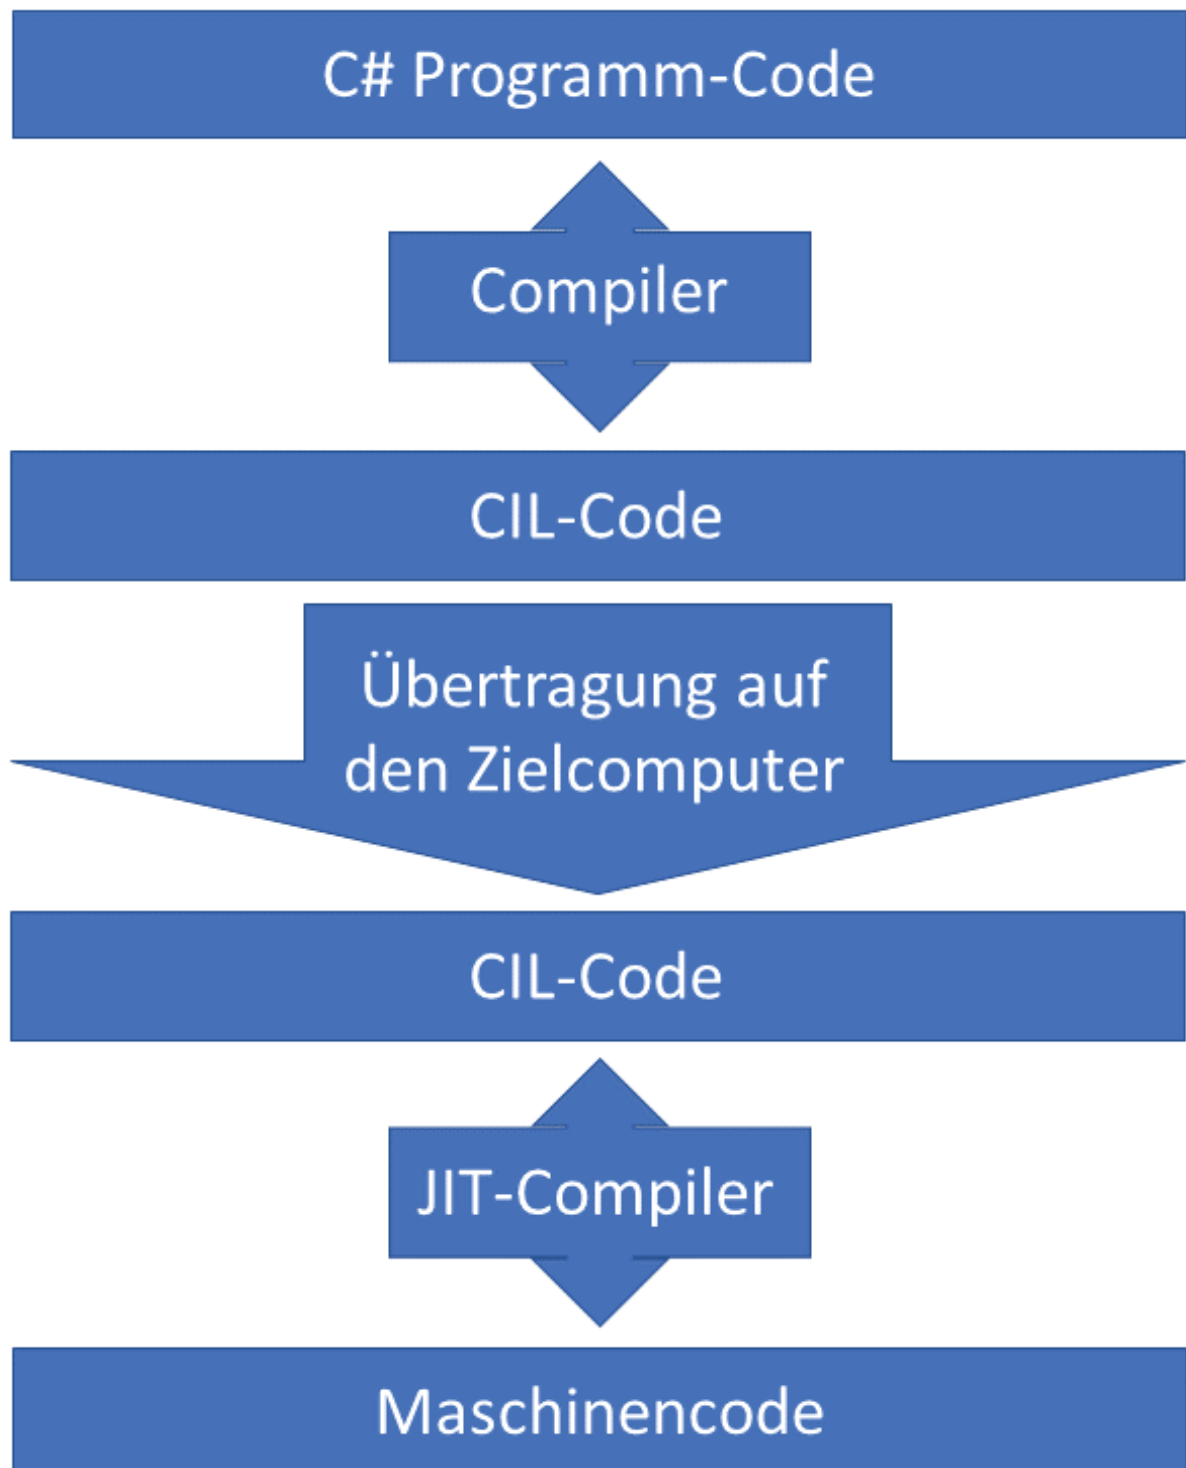 C# Programm-Code
Compiler
CIL-Code
Übertragung auf
den Zielcomputer
CIL-Code
JIT-Compiler
Maschinencode